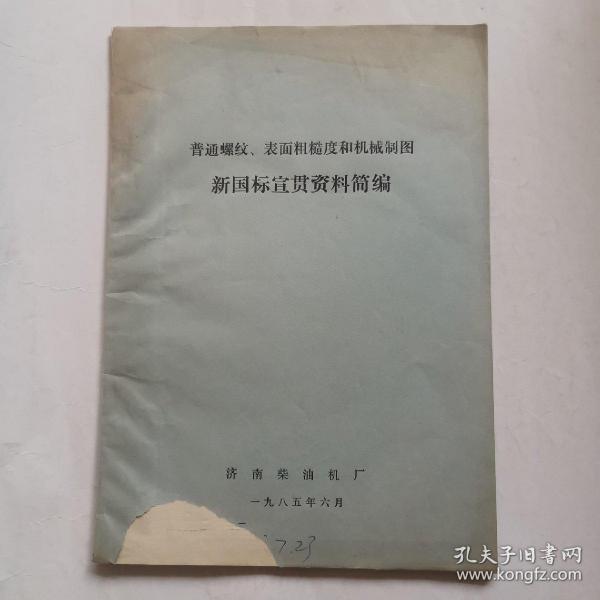 普通螺纹、表面粗糙度和机械制图
新国标宣贯资料简编
济南柴油机厂
一九八五年六月
7.23
孔夫子旧书网
www.kongfz.com